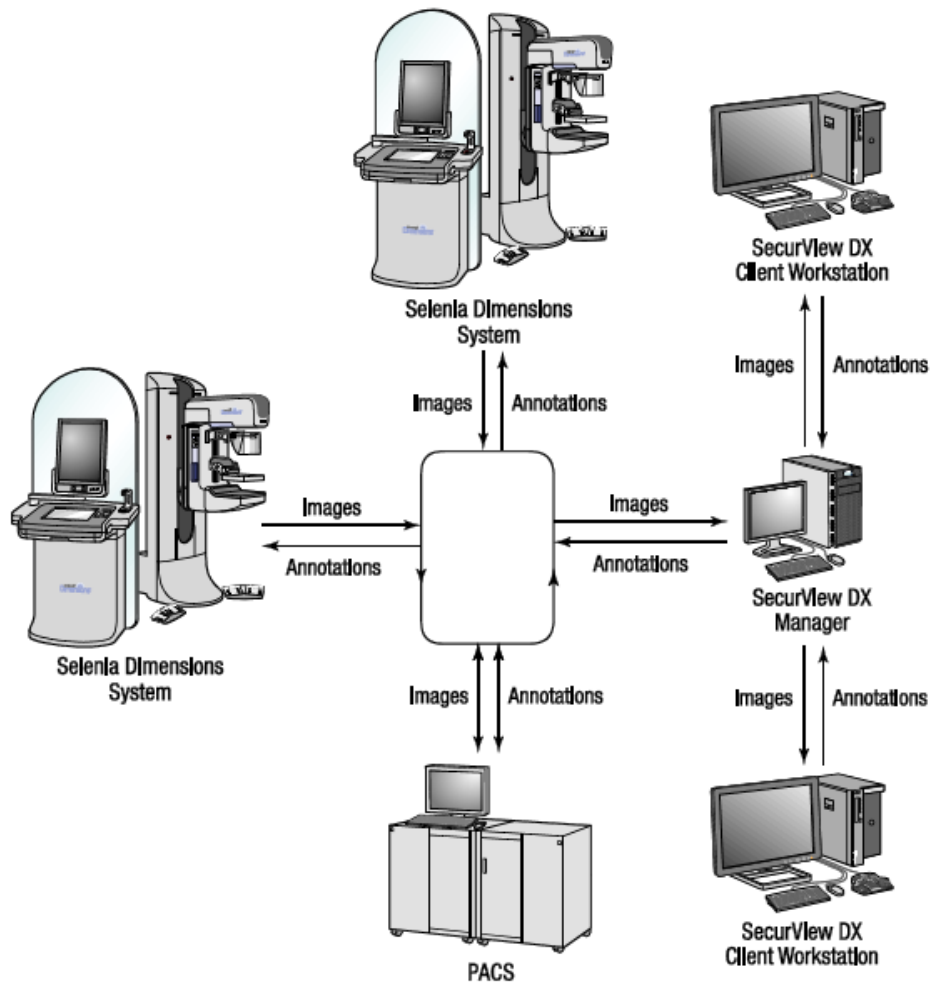 SecurView DX
Client Workstation
Selenia Dimensions
System
Images
Annotations
Images
Annotations
Images
Annotations
Images
Annotations
SecurView DX
Manager
Selenia Dimensions
System
Images
Annotations
Images
Annotations
PACS
SecurView DX
Client Workstation